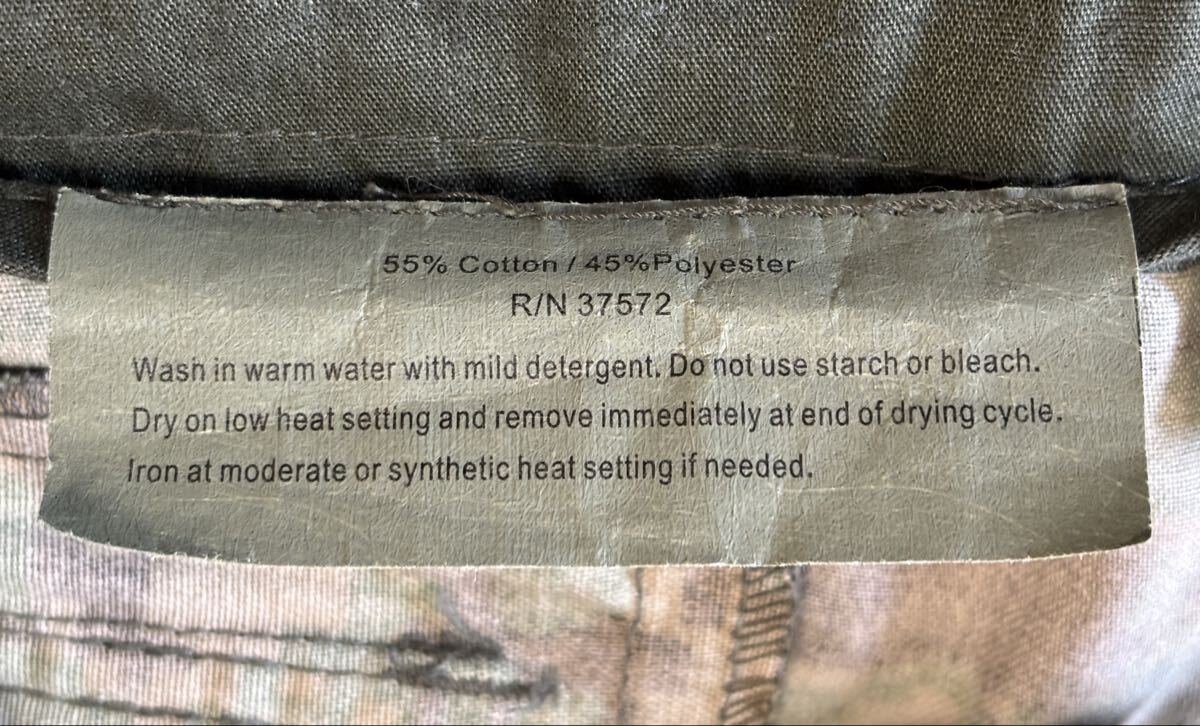 55% Cotton / 45%Polyester
R/N 37572
Wash in warm water with mild detergent. Do not use starch or bleach.
Dry on low heat setting and remove immediately at end of drying cycle.
Iron at moderate or synthetic heat setting if needed.